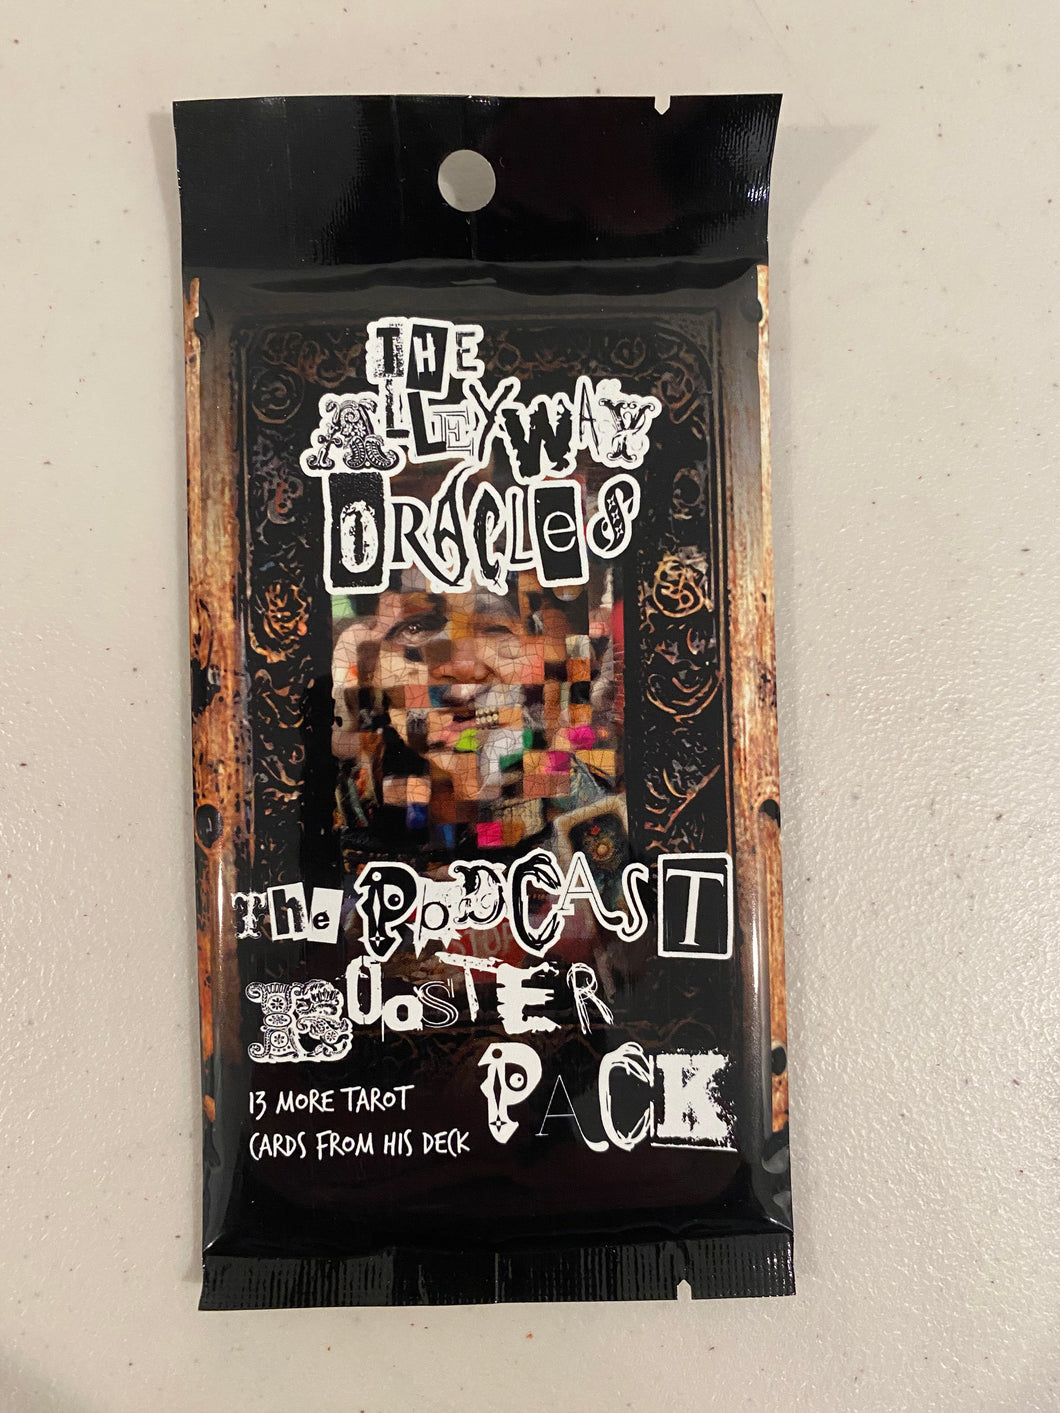 THE
ALLEYWAY
ORACLeS
The PoDCAST
BOOSTER
PACK
13 MORE TAROT
CARDS FROM HIS DECK